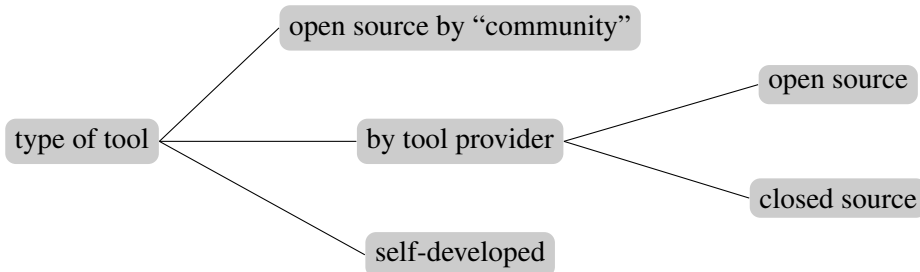 open source by “community”
open source
type of tool
by tool provider
closed source
self-developed